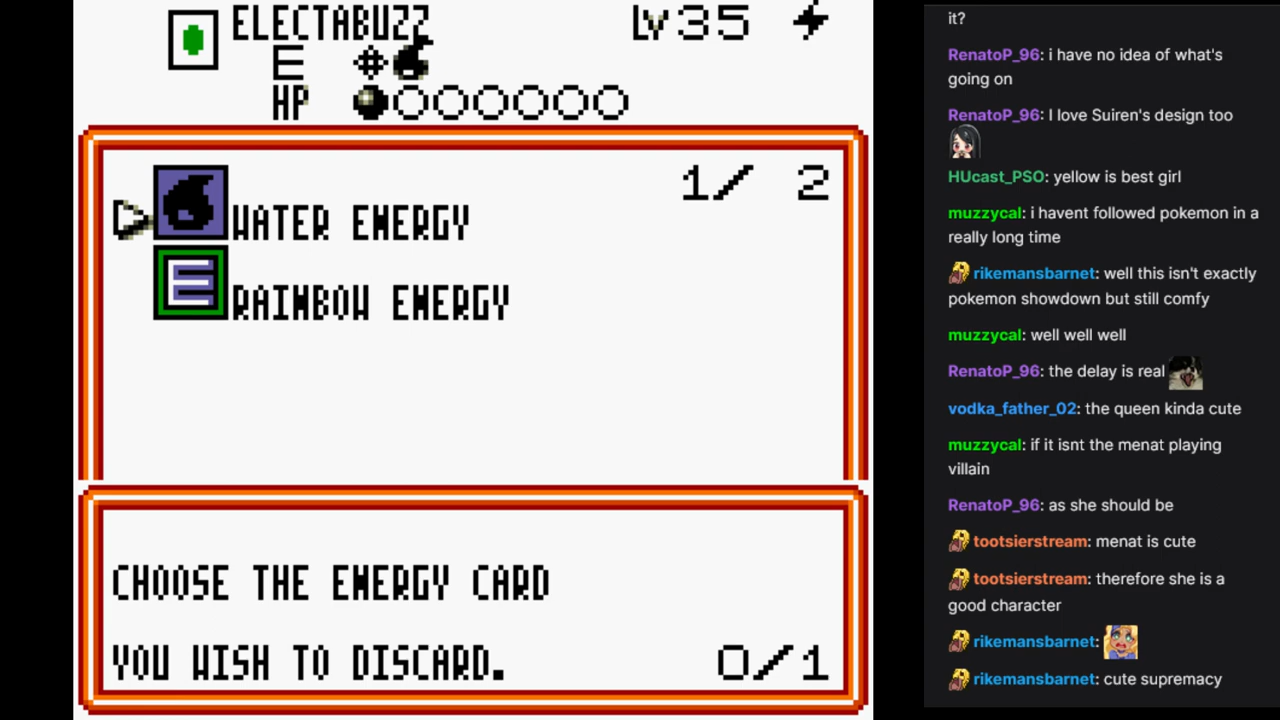 ELECTABUZZ Lv35
E
HP
1/ 2
WATER ENERGY
RAINBOW ENERGY
CHOOSE THE ENERGY CARD
YOU WISH TO DISCARD. 0/1
it?
RenatoP_96: i have no idea of what's
going on
RenatoP_96: I love Suiren's design too
HUcast_PSO: yellow is best girl
muzzycal: i havent followed pokemon in a
really long time
rikemansbarnet: well this isn't exactly
pokemon showdown but still comfy
muzzycal: well well well
RenatoP_96: the delay is real
vodka_father_02: the queen kinda cute
muzzycal: if it isnt the menat playing
villain
RenatoP_96: as she should be
tootsierstream: menat is cute
tootsierstream: therefore she is a
good character
rikemansbarnet:
rikemansbarnet: cute supremacy